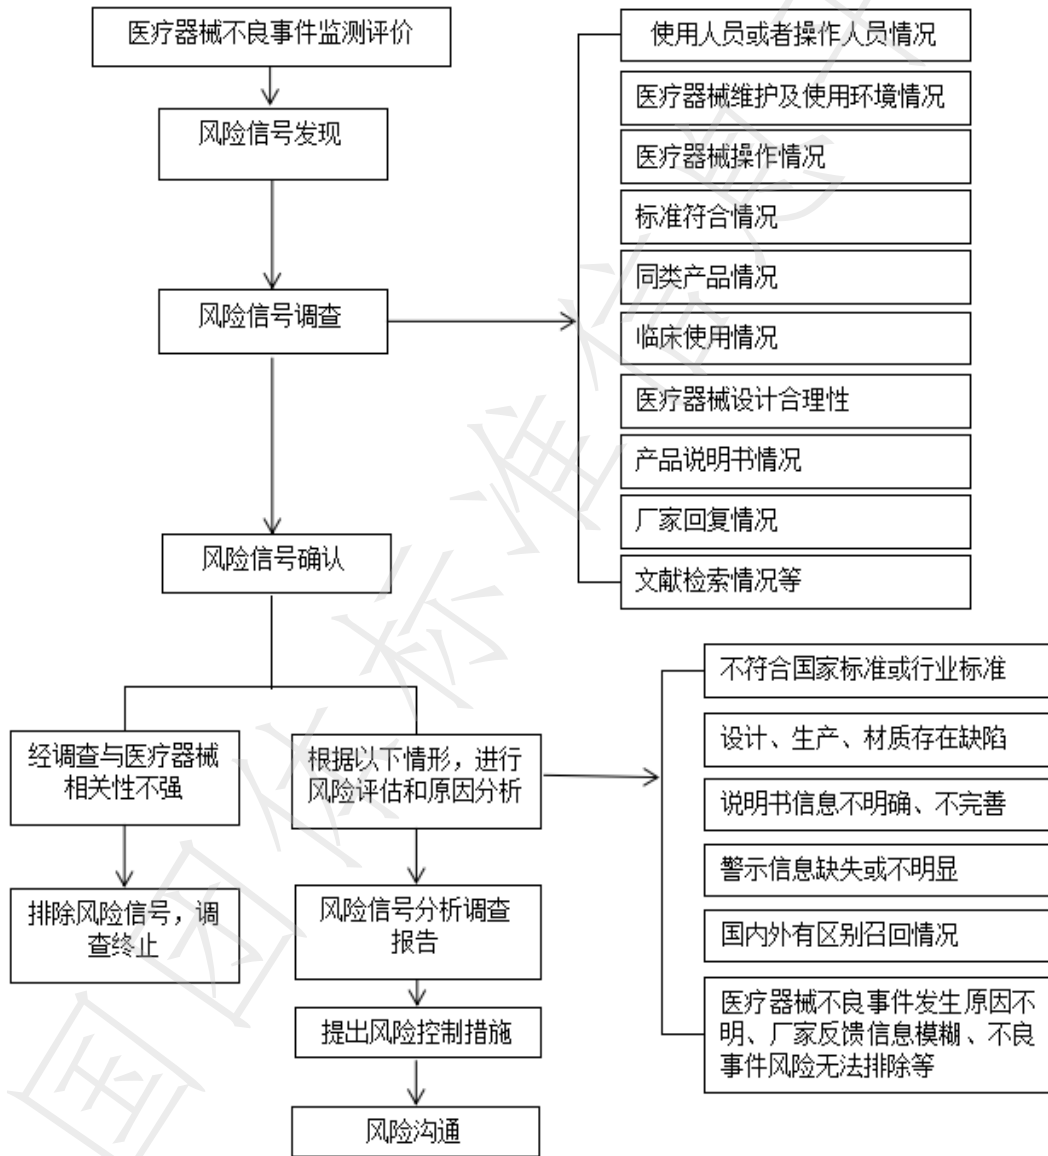 医疗器械不良事件监测评价
风险信号发现
风险信号调查
使用人员或者操作人员情况
医疗器械维护及使用环境情况
医疗器械操作情况
标准符合情况
同类产品情况
临床使用情况
医疗器械设计合理性
产品说明书情况
厂家回复情况
文献检索情况等
风险信号确认
经调查与医疗器械
相关性不强
排除风险信号，调
查终止
根据以下情形，进行
风险评估和原因分析
不符合国家标准或行业标准
设计、生产、材质存在缺陷
说明书信息不明确、不完善
警示信息缺失或不明显
国内外有区别召回情况
医疗器械不良事件发生原因不
明、厂家反馈信息模糊、不良
事件风险无法排除等
风险信号分析调查
报告
提出风险控制措施
风险沟通
国团体标准信息